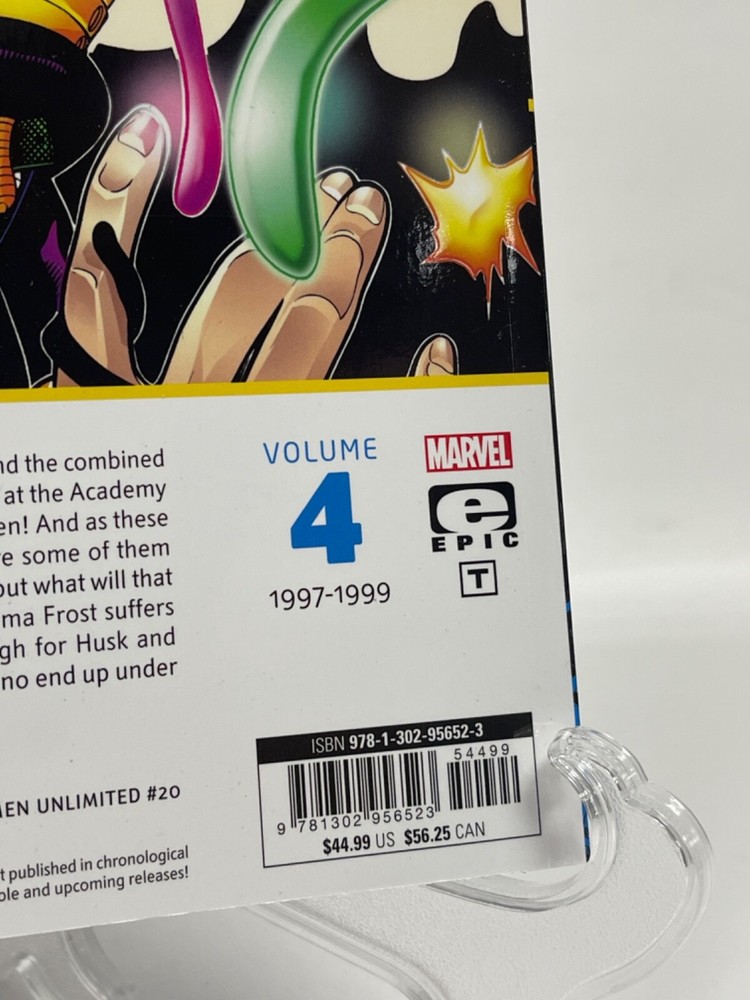 nd the combined
at the Academy
en! And as these
e some of them
out what will that
ma Frost suffers
gh for Husk and
no end up under
VOLUME
4
1997-1999
MARVEL
e
EPIC
T
EN UNLIMITED #20
t published in chronological
ble and upcoming releases!
ISBN 978-1-302-95652-3
54499
9 781302 956523
$44.99 US $56.25 CAN